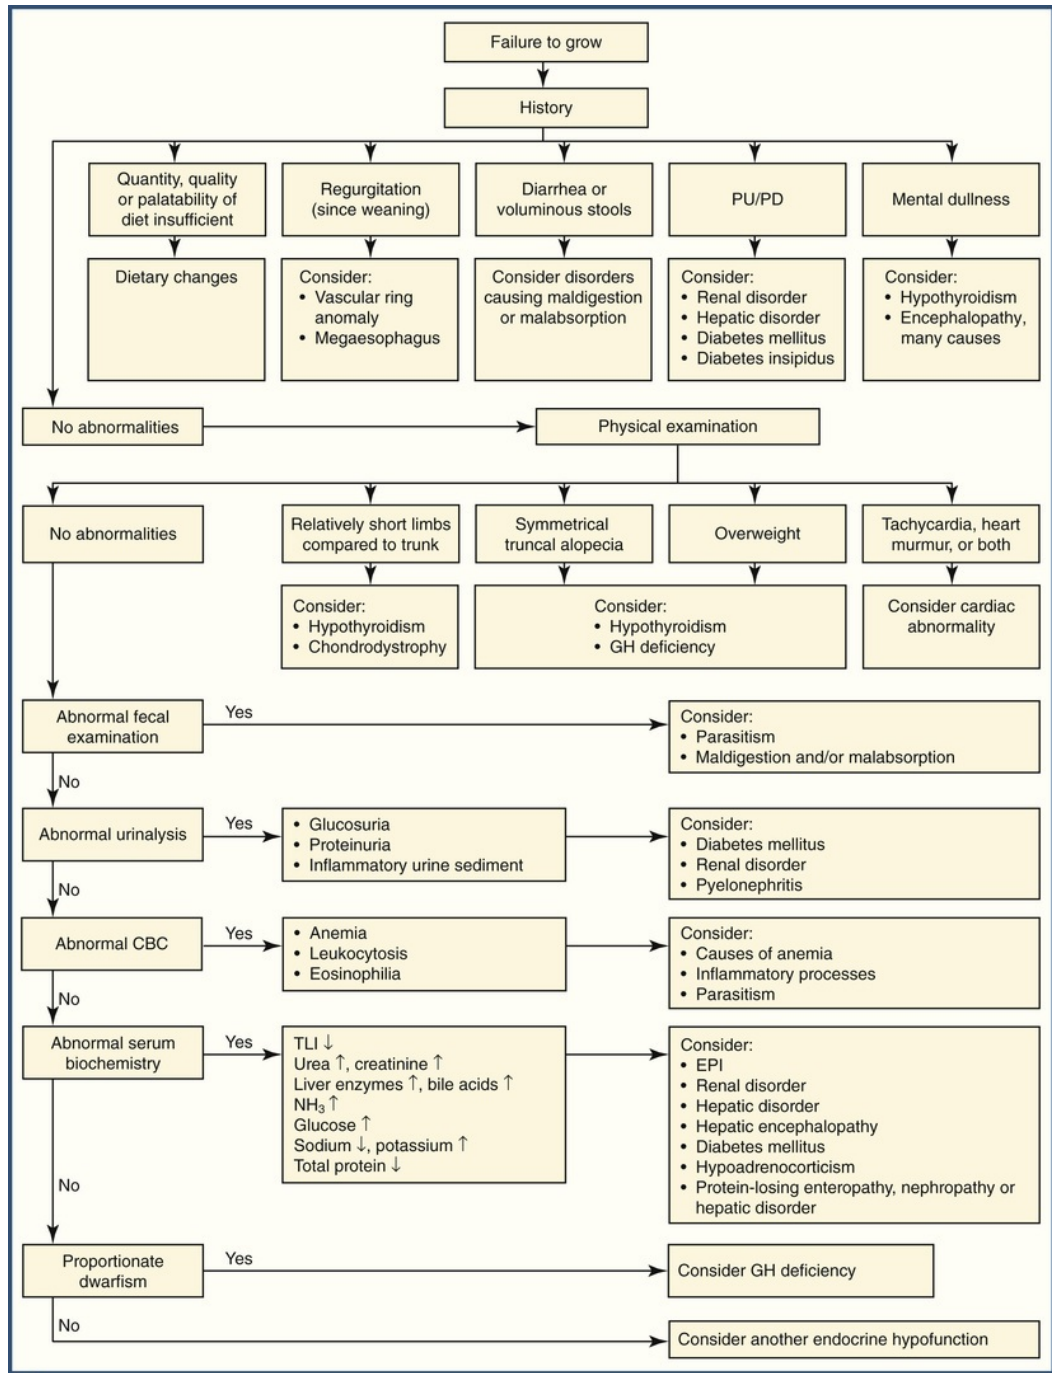 Failure to grow
History
Quantity, quality
or palatability of
diet insufficient
Regurgitation
(since weaning)
Diarrhea or
voluminous stools
PU/PD
Mental dullness
Dietary changes
Consider:
• Vascular ring
anomaly
• Megaesophagus
Consider disorders
causing maldigestion
or malabsorption
Consider:
• Renal disorder
• Hepatic disorder
• Diabetes mellitus
• Diabetes insipidus
Consider:
• Hypothyroidism
• Encephalopathy,
many causes
No abnormalities
Physical examination
No abnormalities
Relatively short limbs
compared to trunk
Symmetrical
truncal alopecia
Overweight
Tachycardia, heart
murmur, or both
Consider:
• Hypothyroidism
• Chondrodystrophy
Consider:
• Hypothyroidism
• GH deficiency
Consider cardiac
abnormality
Abnormal fecal
examination
Yes
Consider:
• Parasitism
• Maldigestion and/or malabsorption
No
Abnormal urinalysis
Yes
• Glucosuria
• Proteinuria
• Inflammatory urine sediment
Consider:
• Diabetes mellitus
• Renal disorder
• Pyelonephritis
No
Abnormal CBC
Yes
• Anemia
• Leukocytosis
• Eosinophilia
Consider:
• Causes of anemia
• Inflammatory processes
• Parasitism
No
Abnormal serum
biochemistry
Yes
TLI ↓
Urea ↑, creatinine ↑
Liver enzymes ↑, bile acids ↑
NH₃ ↑
Glucose ↑
Sodium ↓, potassium ↑
Total protein ↓
Consider:
• EPI
• Renal disorder
• Hepatic disorder
• Hepatic encephalopathy
• Diabetes mellitus
• Hypoadrenocorticism
• Protein-losing enteropathy, nephropathy or
hepatic disorder
No
Proportionate
dwarfism
Yes
Consider GH deficiency
No
Consider another endocrine hypofunction